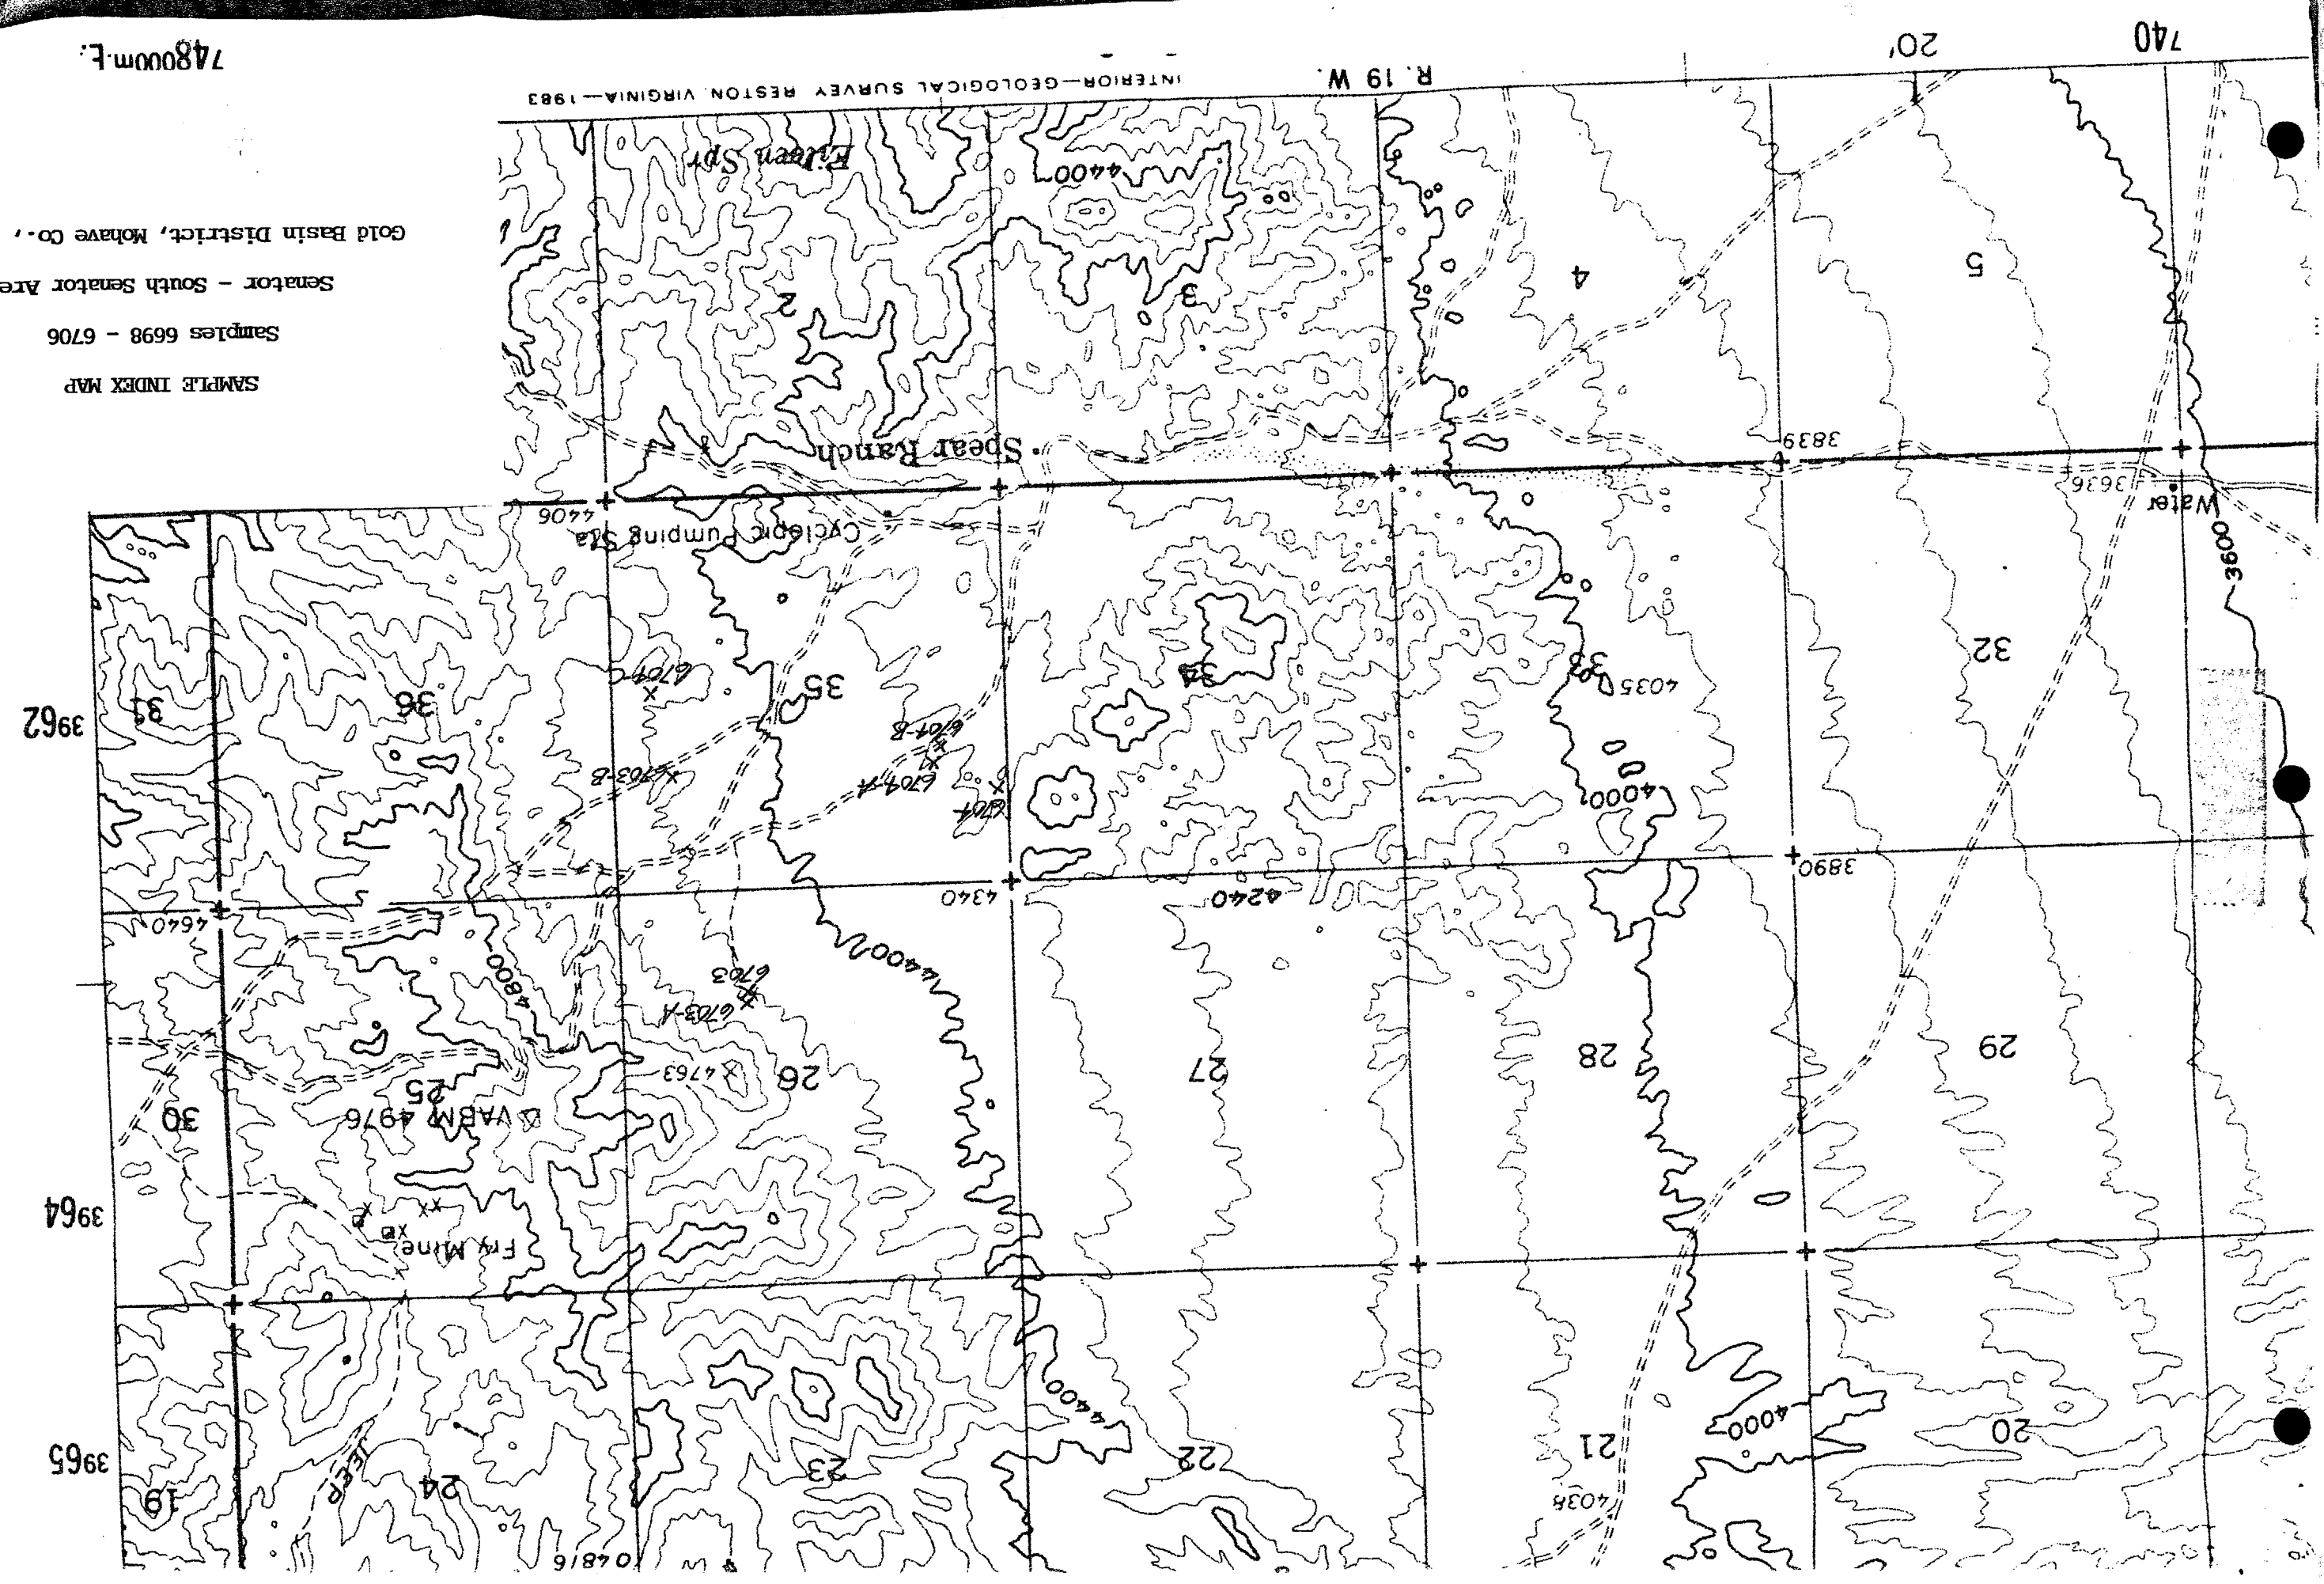 04816
4038
JEEP
19
24
23
22
21
20
3965
4400
4000
Fry Mine
3964
30
VABM 4976
25
4763
26
27
28
29
6703-A
6703
4800
4640
4400
4340
4240
3890
6704
4000
6704-A
6703-B
6704-B
3962
31
36
6704-C
35
34
33
4035
32
3600
Cyclopic Pumping Sta
4406
Water
3636
Spear Ranch
3839
SAMPLE INDEX MAP
Samples 6698 - 6706
Senator - South Senator Are
Gold Basin District, Mohave Co.,
2
3
4
5
4400
Eileen Spr
INTERIOR—GEOLOGICAL SURVEY RESTON, VIRGINIA—1983
R. 19 W.
748000m.E.
20'
740